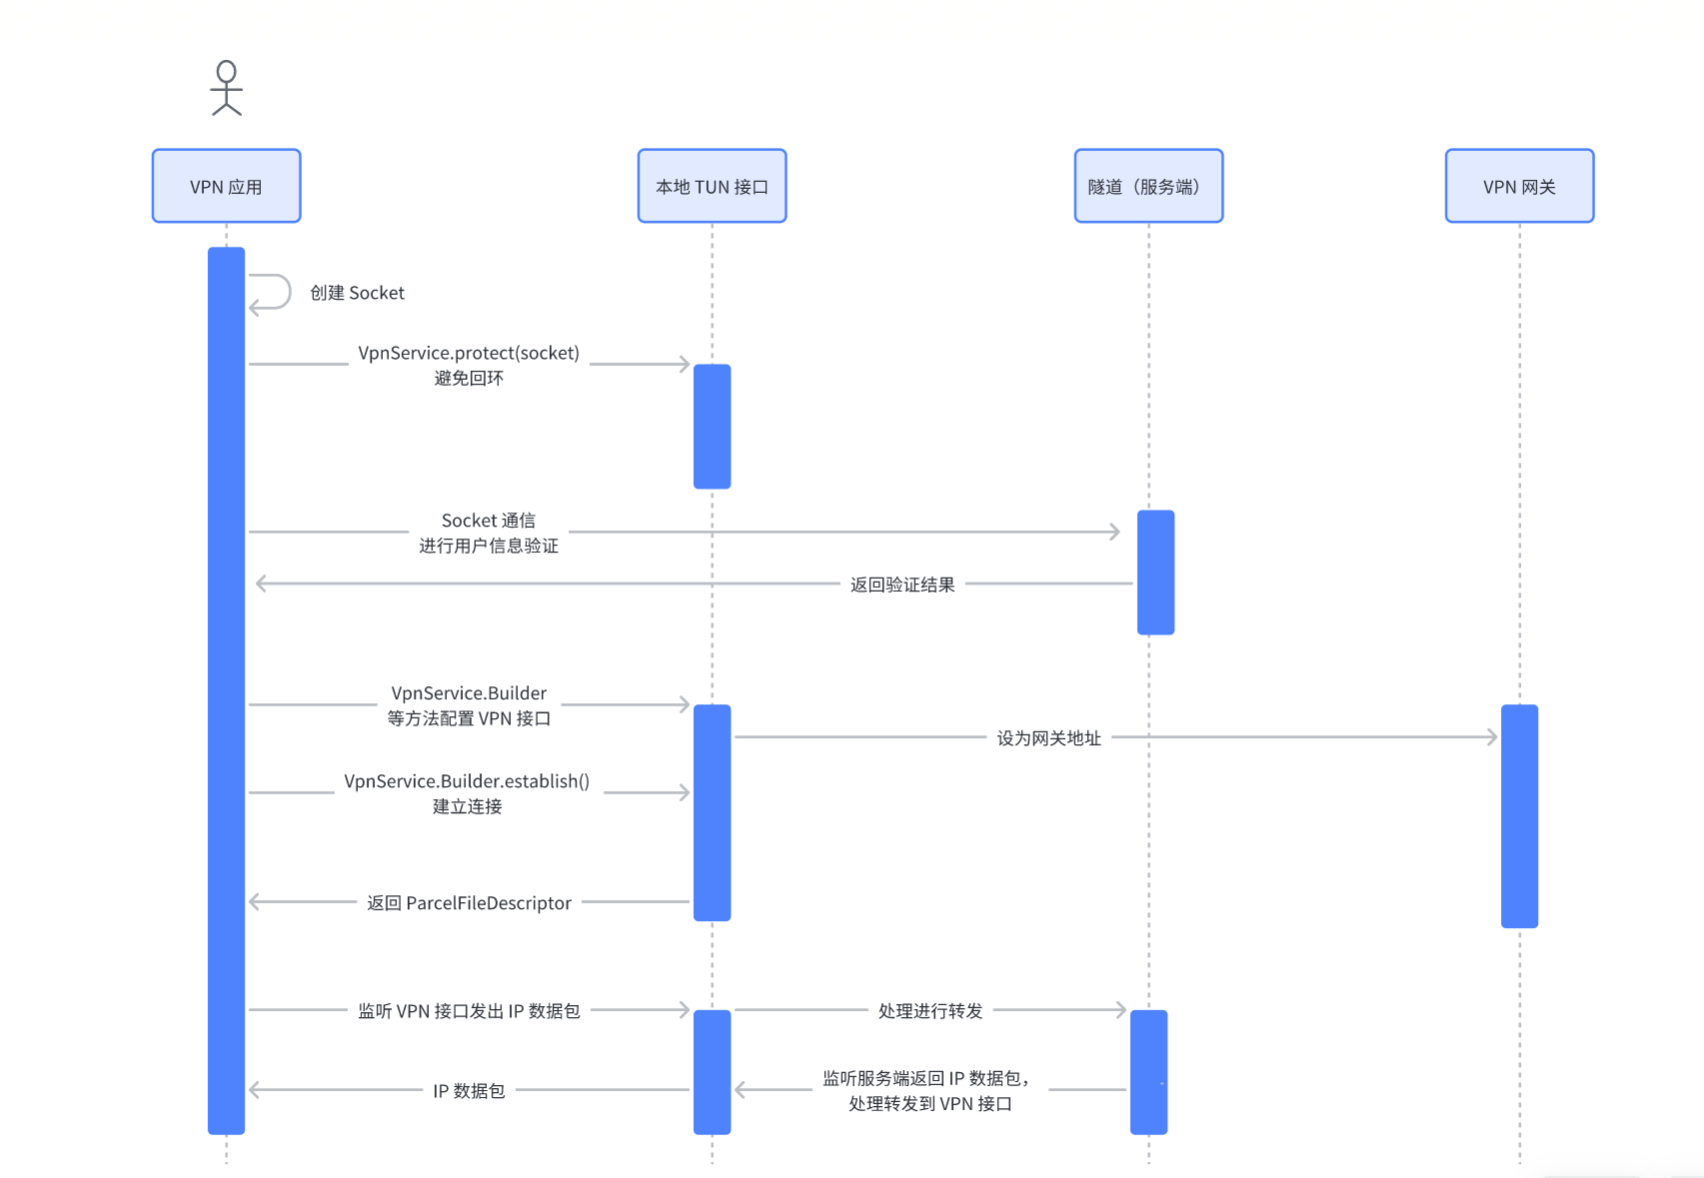 VPN 应用
本地 TUN 接口
隧道（服务端）
VPN 网关
创建 Socket
VpnService.protect(socket)
避免回环
Socket 通信
进行用户信息验证
返回验证结果
VpnService.Builder
等方法配置 VPN 接口
设为网关地址
VpnService.Builder.establish()
建立连接
返回 ParcelFileDescriptor
监听 VPN 接口发出 IP 数据包
处理进行转发
监听服务端返回 IP 数据包，
处理转发到 VPN 接口
IP 数据包